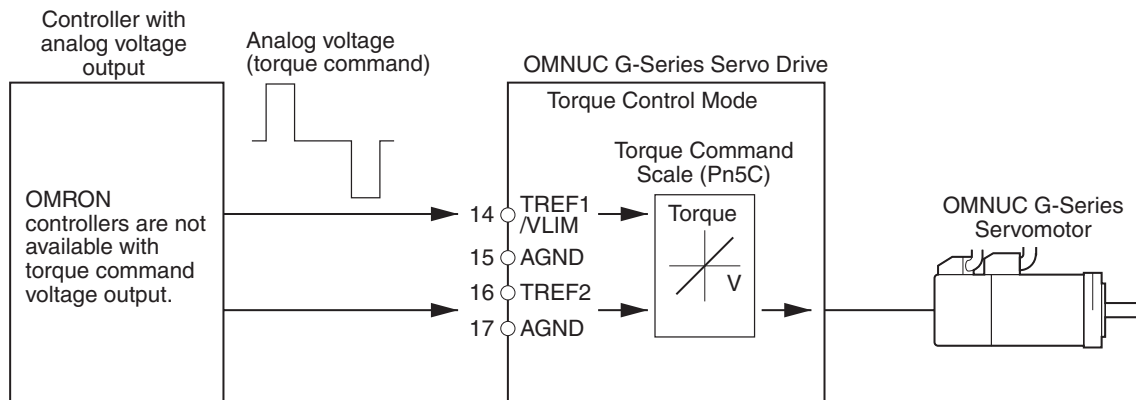 Controller with
analog voltage
output
Analog voltage
(torque command)
OMNUC G-Series Servo Drive
Torque Control Mode
Torque Command
Scale (Pn5C)
OMRON
controllers are not
available with
torque command
voltage output.
14 TREF1
/VLIM
15 AGND
16 TREF2
17 AGND
Torque
V
OMNUC G-Series
Servomotor